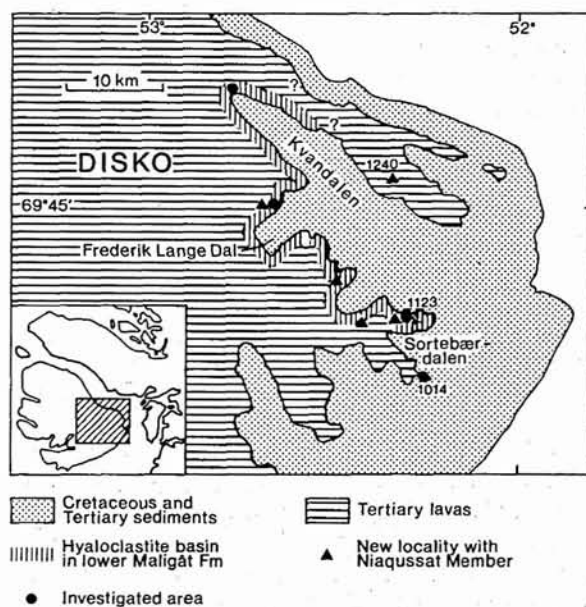 53°
52°
10 km
?
?
DISKO
Kvandalen
1240
69°45'
Frederik Lange Dal
1123
Sortebær-
dalen
1014
Cretaceous and
Tertiary sediments
Tertiary lavas
Hyaloclastite basin
in lower Maligât Fm
New locality with
Niaqussat Member
Investigated area